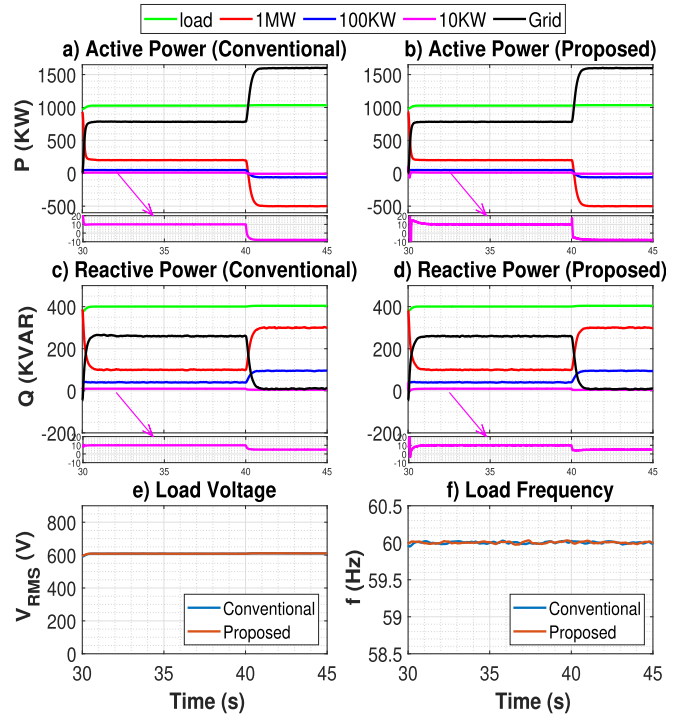 load 1MW 100KW 10KW Grid
a) Active Power (Conventional) b) Active Power (Proposed)
P (KW)
1500
1000
500
0
-500
1500
1000
500
0
-500
20
10
0
-10
20
10
0
-10
30 35 40 45
30 35 40 45
c) Reactive Power (Conventional) d) Reactive Power (Proposed)
Q (KVAR)
400
200
0
-200
400
200
0
-200
20
10
0
-10
20
10
0
-10
30 35 40 45
30 35 40 45
e) Load Voltage f) Load Frequency
VRMS (V)
800
600
400
200
0
Conventional
Proposed
30 35 40 45
Time (s)
f (Hz)
60.5
60
59.5
59
58.5
Conventional
Proposed
30 35 40 45
Time (s)